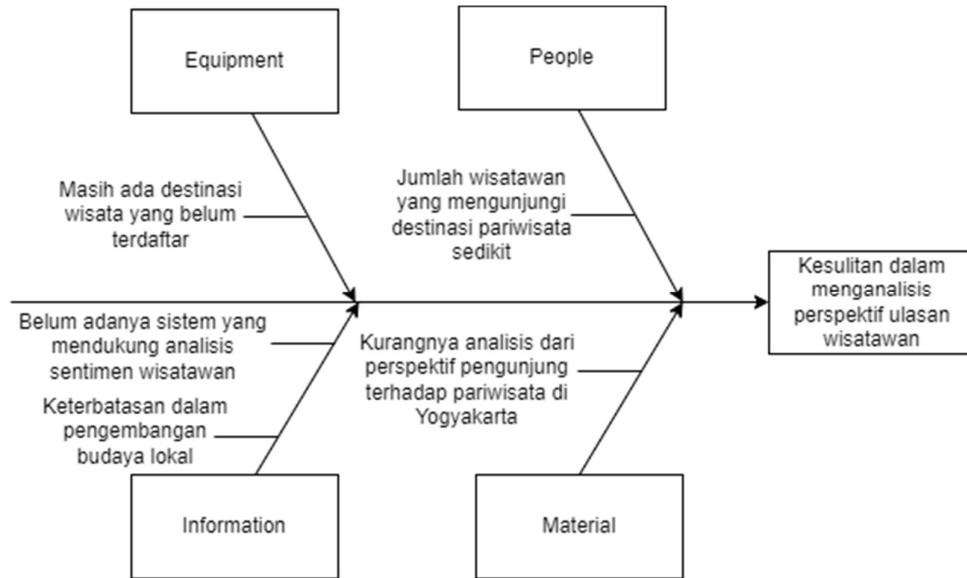 Equipment
People
Masih ada destinasi
wisata yang belum
terdaftar
Jumlah wisatawan
yang mengunjungi
destinasi pariwisata
sedikit
Kesulitan dalam
menganalisis
perspektif ulasan
wisatawan
Belum adanya sistem yang
mendukung analisis
sentimen wisatawan
Keterbatasan dalam
pengembangan
budaya lokal
Kurangnya analisis dari
perspektif pengunjung
terhadap pariwisata di
Yogyakarta
Information
Material